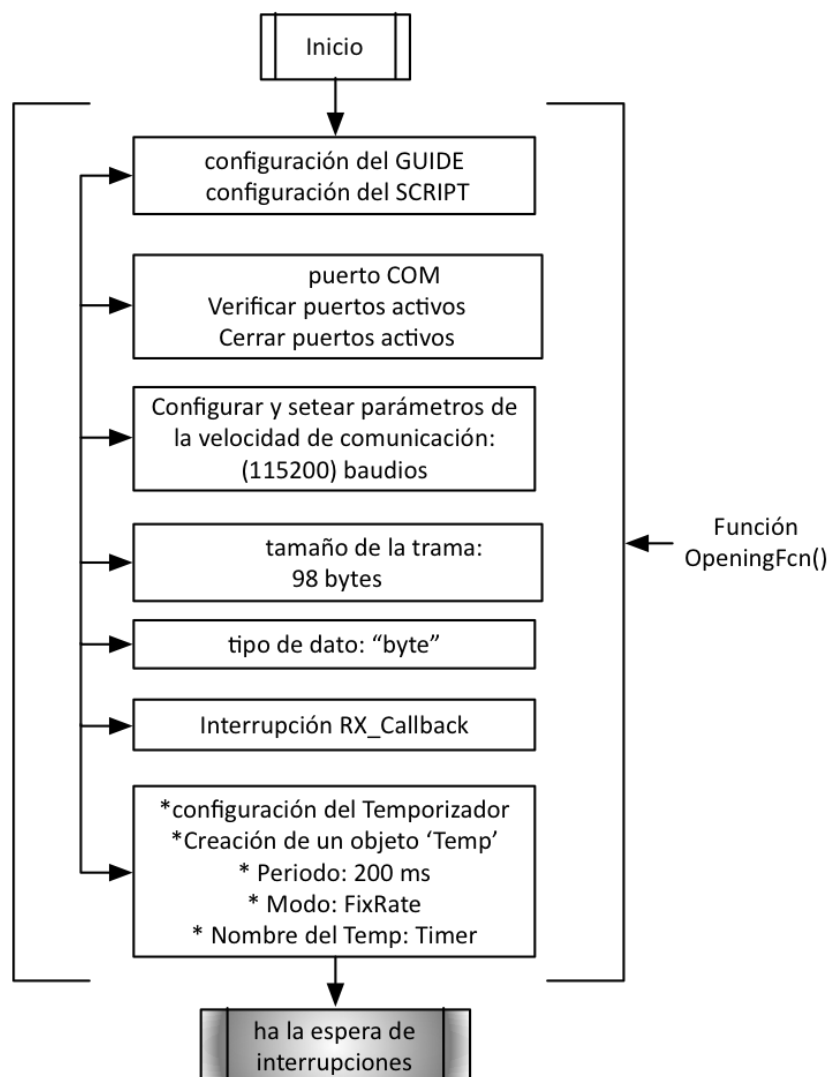 Inicio
configuración del GUIDE
configuración del SCRIPT
puerto COM
Verificar puertos activos
Cerrar puertos activos
Configurar y setear parámetros de
la velocidad de comunicación:
(115200) baudios
tamaño de la trama:
98 bytes
tipo de dato: “byte”
Interrupción RX_Callback
*configuración del Temporizador
*Creación de un objeto ‘Temp’
* Periodo: 200 ms
* Modo: FixRate
* Nombre del Temp: Timer
Función
OpeningFcn()
ha la espera de
interrupciones